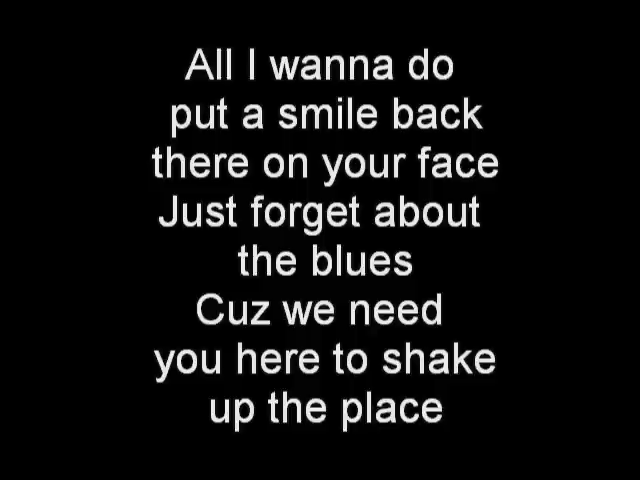 All I wanna do
put a smile back
there on your face
Just forget about
the blues
Cuz we need
you here to shake
up the place